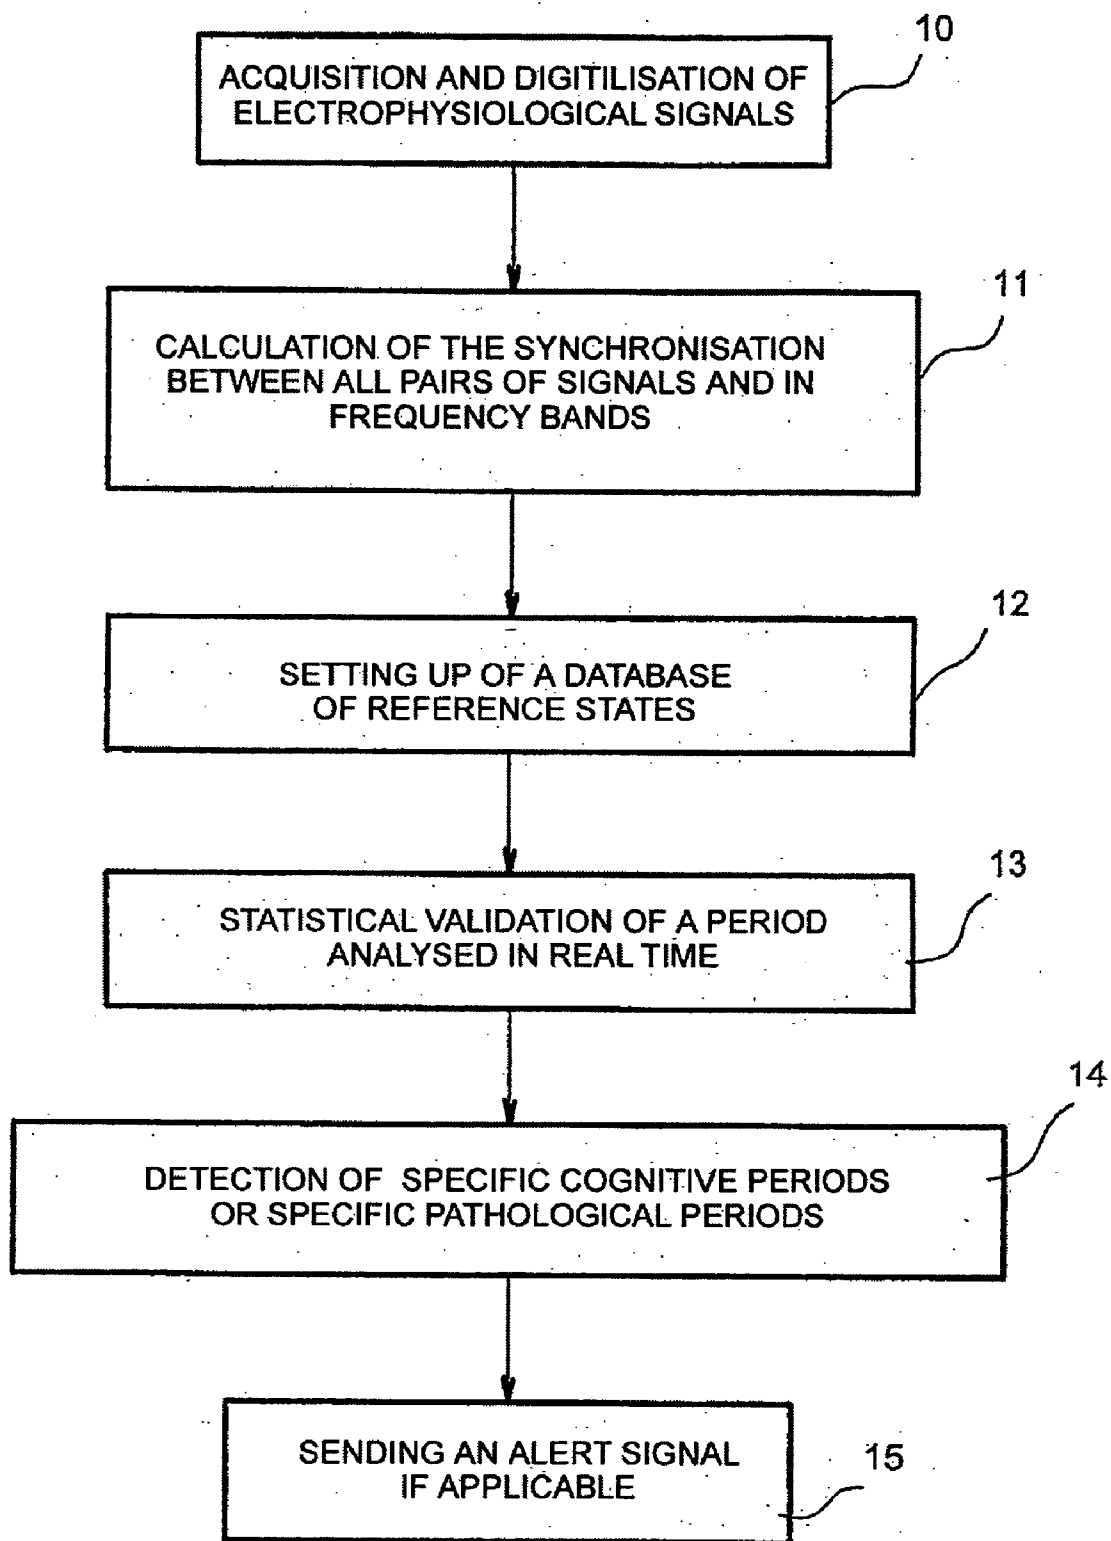 10
ACQUISITION AND DIGITILISATION OF
ELECTROPHYSIOLOGICAL SIGNALS
11
CALCULATION OF THE SYNCHRONISATION
BETWEEN ALL PAIRS OF SIGNALS AND IN
FREQUENCY BANDS
12
SETTING UP OF A DATABASE
OF REFERENCE STATES
13
STATISTICAL VALIDATION OF A PERIOD
ANALYSED IN REAL TIME
14
DETECTION OF SPECIFIC COGNITIVE PERIODS
OR SPECIFIC PATHOLOGICAL PERIODS
SENDING AN ALERT SIGNAL
IF APPLICABLE
15